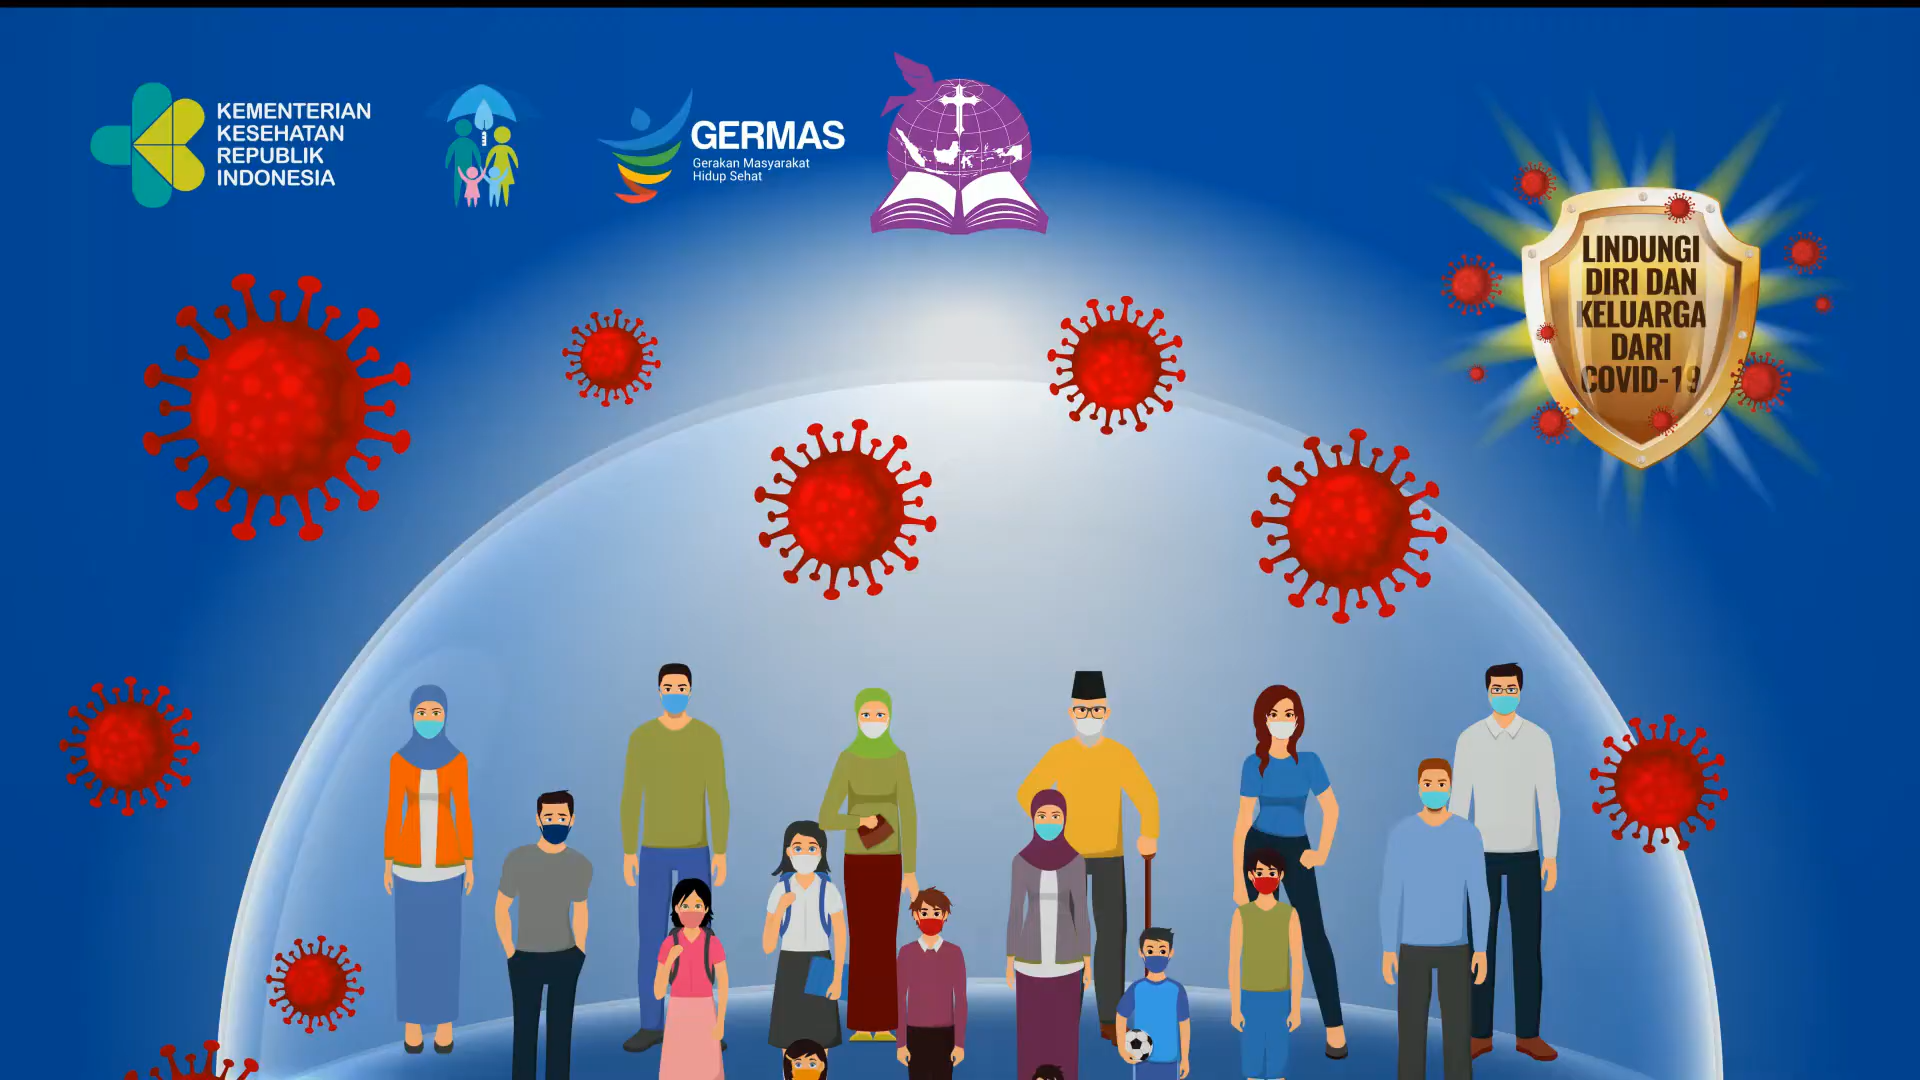 KEMENTERIAN
KESEHATAN
REPUBLIK
INDONESIA
GERMAS
Gerakan Masyarakat
Hidup Sehat
LINDUNGI
DIRI DAN
KELUARGA
DARI
COVID-19